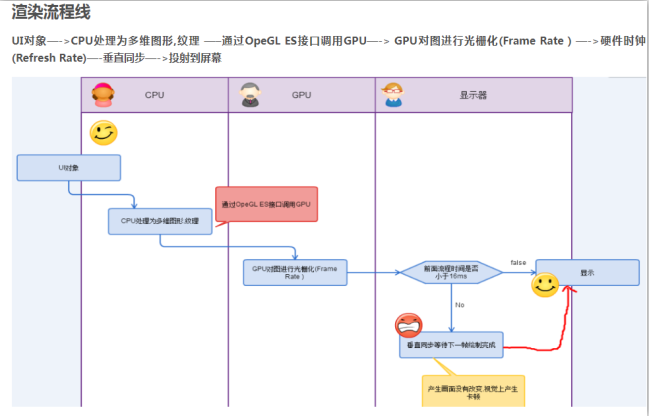 渲染流程线
UI对象—->CPU处理为多维图形,纹理 —–通过OpeGL ES接口调用GPU—-> GPU对图进行光栅化(Frame Rate ) —->硬件时钟
(Refresh Rate)—-垂直同步—->投射到屏幕
CPU
GPU
显示器
UI对象
通过OpeGL ES接口调用GPU
CPU处理为多维图形,纹理
GPU对图进行光栅化(Frame
Rate )
前面流程时间是否
小于16ms
false
显示
No
垂直同步等待下一帧绘制完成
产生画面没有改变,视觉上产生
卡顿